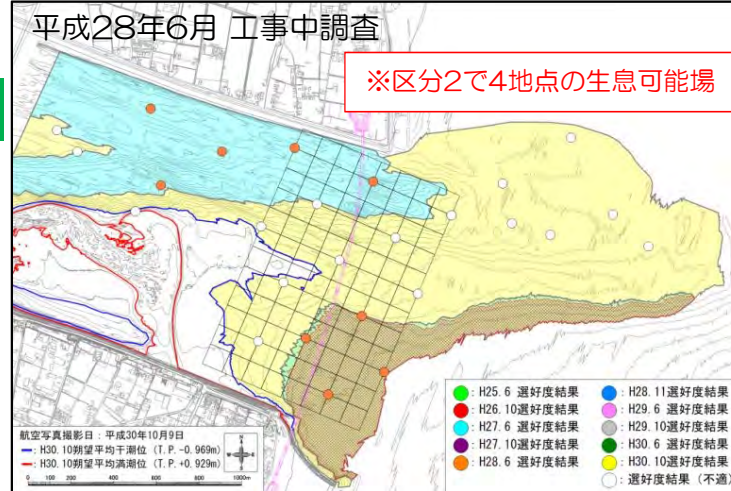 平成28年6月 工事中調査
※区分2で4地点の生息可能場
: H25.6 選好度結果
: H26.10選好度結果
: H27.6 選好度結果
: H27.10選好度結果
: H28.6 選好度結果
: H28.11選好度結果
: H29.6 選好度結果
: H29.10選好度結果
: H30.6 選好度結果
: H30.10選好度結果
: 選好度結果(不適)
航空写真撮影日:平成30年10月9日
: H30.10朔望平均干潮位 (T.P.-0.969m)
: H30.10朔望平均満潮位 (T.P.+0.929m)
0 100 200 400 600 800 1000m